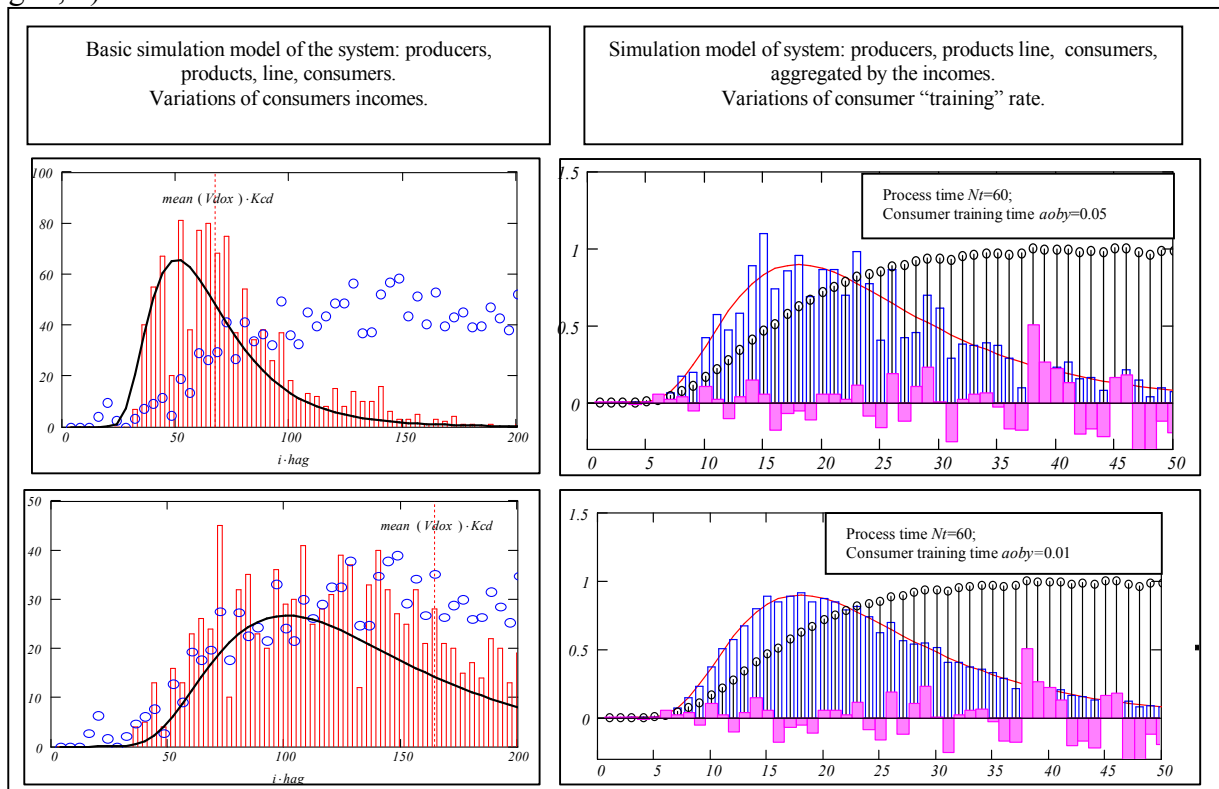 Basic simulation model of the system: producers,
products, line, consumers.
Variations of consumers incomes.
Simulation model of system: producers, products line, consumers,
aggregated by the incomes.
Variations of consumer “training” rate.
100
80
60
40
20
0
mean (Vdox)·Kcd
0 50 100 150 200
i·hag
1.5
1
0.5
0
Process time Nt=60;
Consumer training time aoby=0.05
0 5 10 15 20 25 30 35 40 45 50
50
40
30
20
10
0
mean (Vdox)·Kcd
0 50 100 150 200
i·hag
1.5
1
0.5
0
Process time Nt=60;
Consumer training time aoby=0.01
0 5 10 15 20 25 30 35 40 45 50